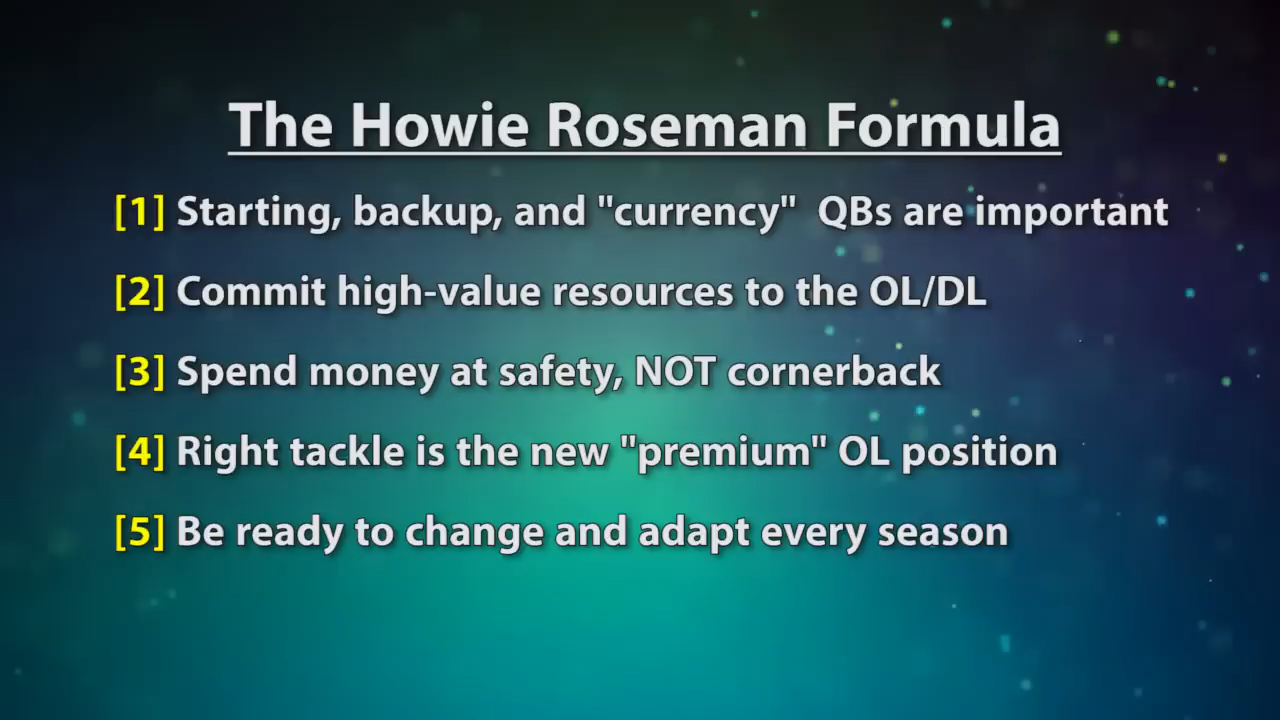 The Howie Roseman Formula
[1] Starting, backup, and "currency"  QBs are important
[2] Commit high-value resources to the OL/DL
[3] Spend money at safety, NOT cornerback
[4] Right tackle is the new "premium" OL position
[5] Be ready to change and adapt every season